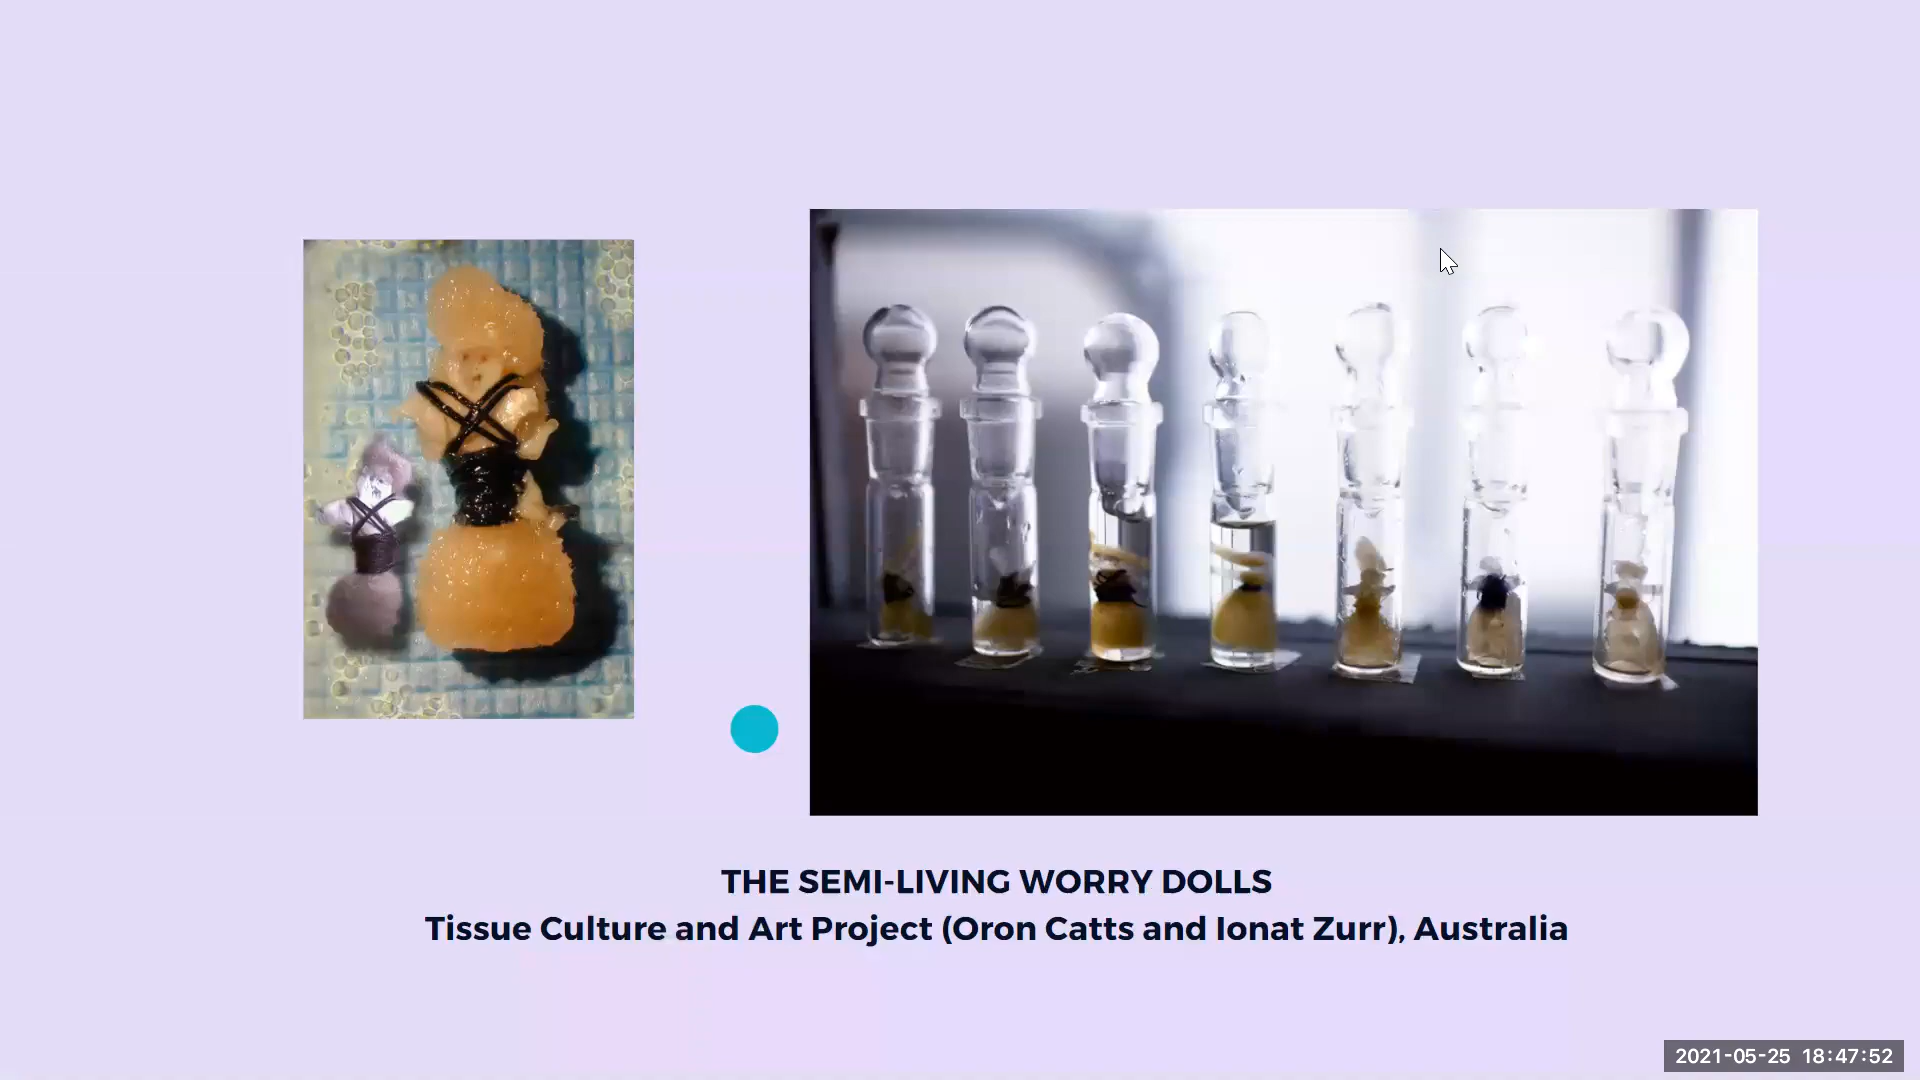 THE SEMI-LIVING WORRY DOLLS
Tissue Culture and Art Project (Oron Catts and Ionat Zurr), Australia
2021-05-25 18:47:52